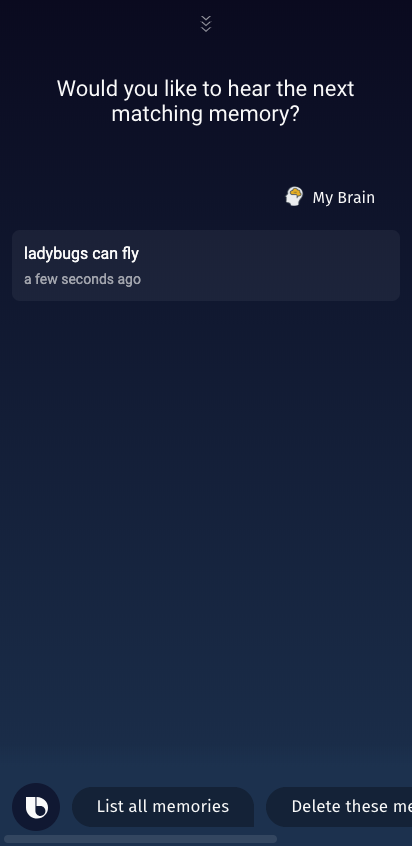 Would you like to hear the next
matching memory?
My Brain
ladybugs can fly
a few seconds ago
List all memories
Delete these me